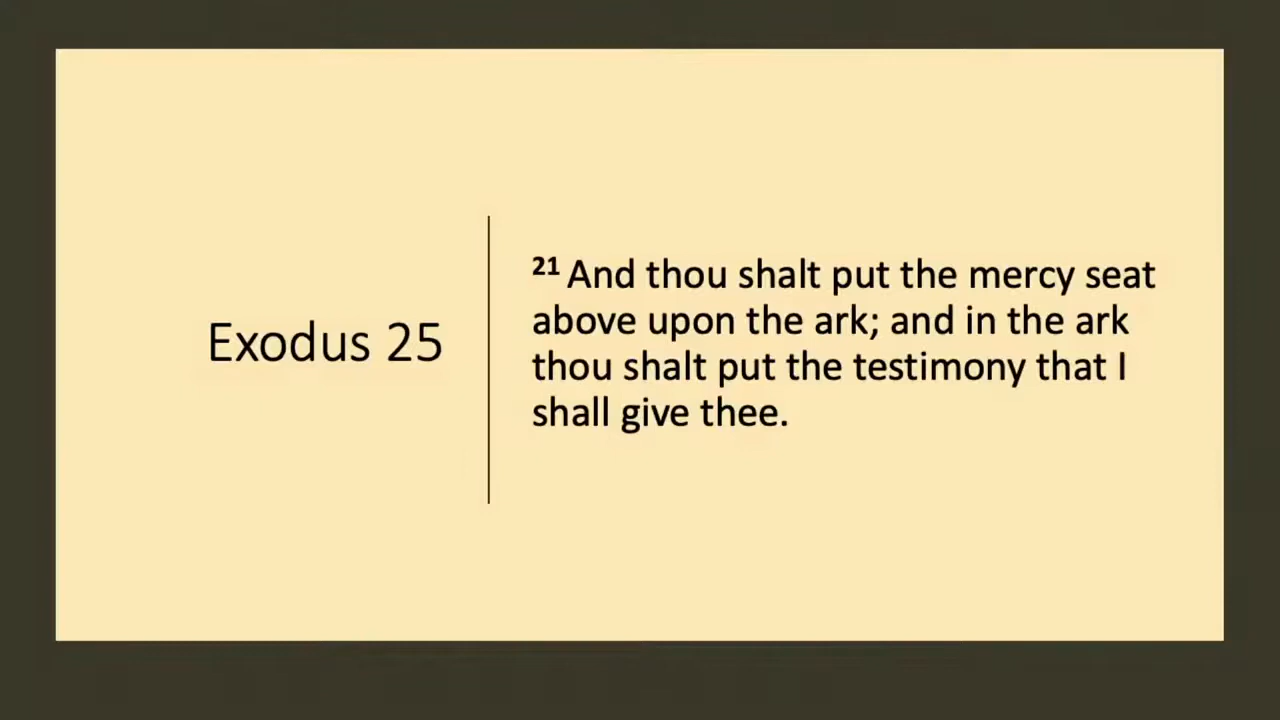 Exodus 25
21 And thou shalt put the mercy seat
above upon the ark; and in the ark
thou shalt put the testimony that I
shall give thee.